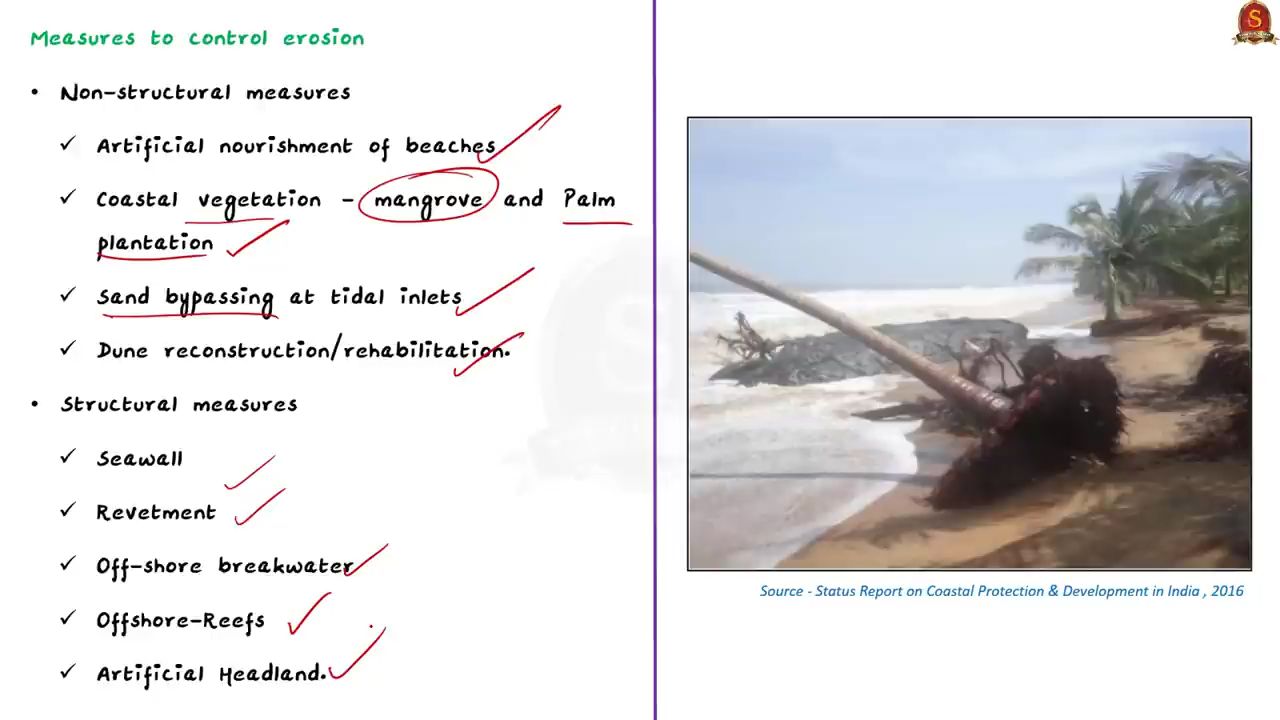 Measures to control erosion
• Non-structural measures
✓ Artificial nourishment of beaches
✓ Coastal vegetation - mangrove and Palm
plantation
✓ Sand bypassing at tidal inlets
✓ Dune reconstruction/rehabilitation.
• Structural measures
✓ Seawall
✓ Revetment
✓ Off-shore breakwater
✓ Offshore-Reefs
✓ Artificial Headland.
S
Source - Status Report on Coastal Protection & Development in India , 2016